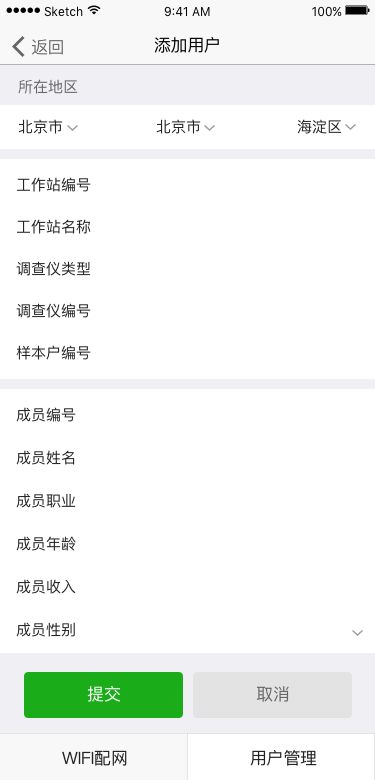 Sketch 9:41 AM 100%
返回 添加用户
所在地区
北京市 北京市 海淀区
工作站编号
工作站名称
调查仪类型
调查仪编号
样本户编号
成员编号
成员姓名
成员职业
成员年龄
成员收入
成员性别
提交 取消
WIFI配网 用户管理